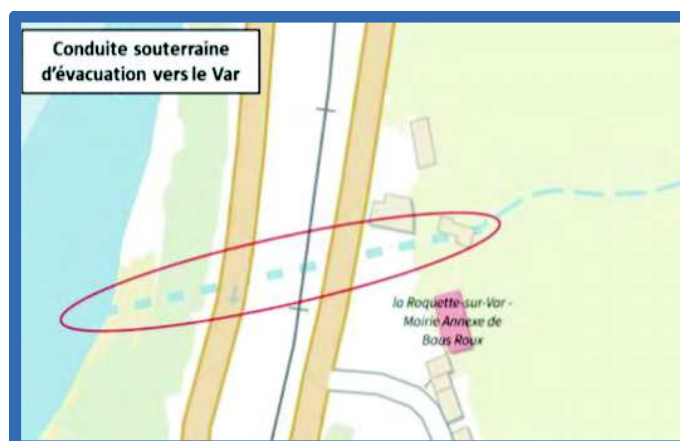 Conduite souterraine
d'évacuation vers le Var
la Roquette-sur-Var -
Mairie Annexe de
Baus Roux